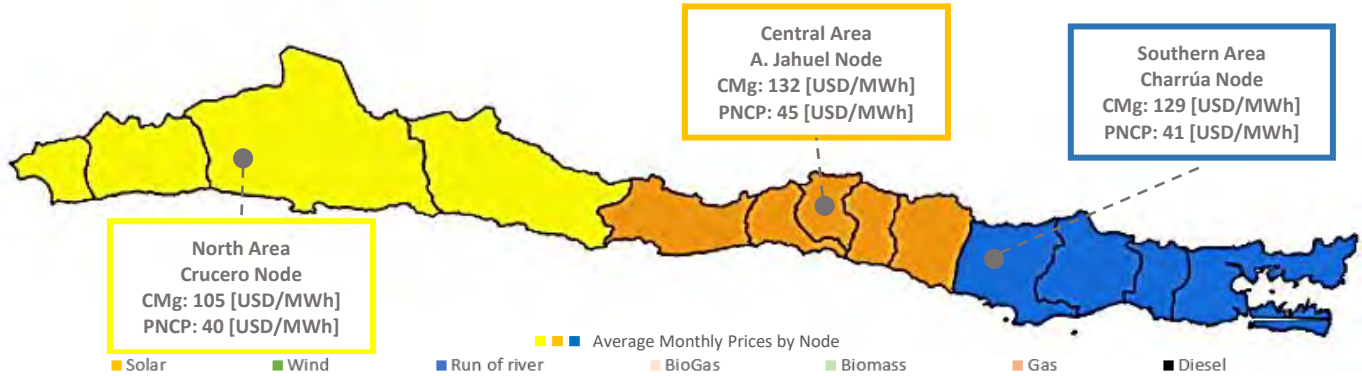 Central Area
A. Jahuel Node
CMg: 132 [USD/MWh]
PNCP: 45 [USD/MWh]
Southern Area
Charrúa Node
CMg: 129 [USD/MWh]
PNCP: 41 [USD/MWh]
North Area
Crucero Node
CMg: 105 [USD/MWh]
PNCP: 40 [USD/MWh]
Average Monthly Prices by Node
Solar Wind Run of river BioGas Biomass Gas Diesel